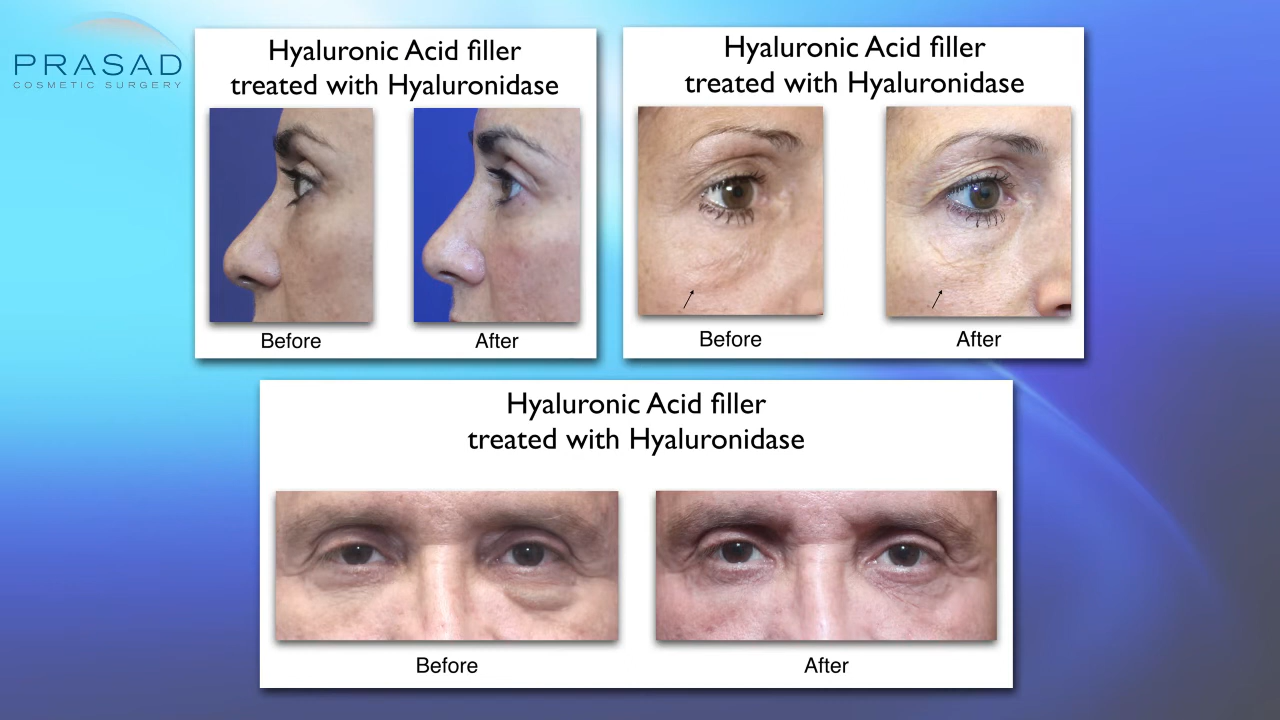 PRASAD
COSMETIC SURGERY
Hyaluronic Acid filler
treated with Hyaluronidase
Before
After
Hyaluronic Acid filler
treated with Hyaluronidase
Before
After
Hyaluronic Acid filler
treated with Hyaluronidase
Before
After